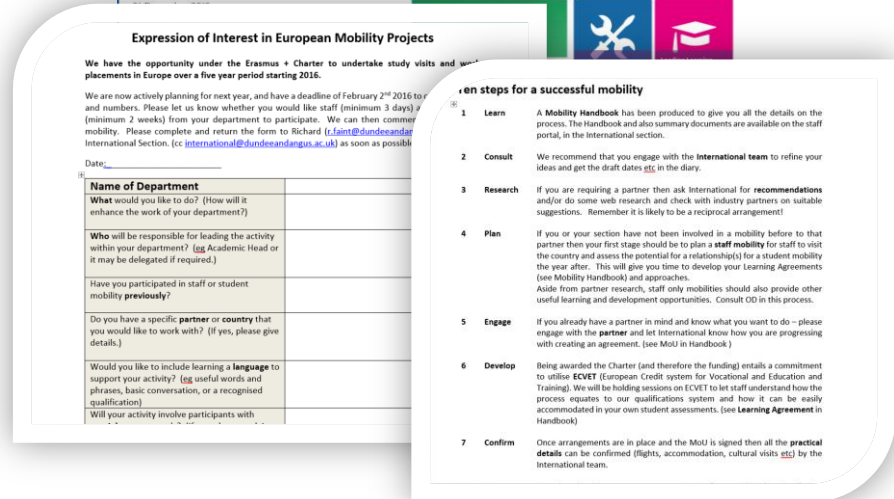 Expression of Interest in European Mobility Projects
We have the opportunity under the Erasmus + Charter to undertake study visits and
placements in Europe over a five year period starting 2016.
We are now actively planning for next year, and have a deadline of February 2nd 2016 to
and numbers. Please let us know whether you would like staff (minimum 3 days)
(minimum 2 weeks) from your department to participate. We can then
mobility. Please complete and return the form to Richard (r.faint@dundeeandan
International Section. (cc international@dundeeandangus.ac.uk) as soon as possible
Date:
Name of Department
What would you like to do? (How will it
enhance the work of your department?)
Who will be responsible for leading the activity
within your department? (eg Academic Head or
it may be delegated if required.)
Have you participated in staff or student
mobility previously?
Do you have a specific partner or country that
you would like to work with? (If yes, please give
details.)
Would you like to include learning a language to
support your activity? (eg useful words and
phrases, basic conversation, or a recognised
qualification)
Will your activity involve participants with
Ten steps for a successful mobility
1 Learn A Mobility Handbook has been produced to give you all the details on the
process. The Handbook and also summary documents are available on the staff
portal, in the International section.
2 Consult We recommend that you engage with the International team to refine your
ideas and get the draft dates etc in the diary.
3 Research If you are requiring a partner then ask International for recommendations
and/or do some web research and check with industry partners on suitable
suggestions. Remember it is likely to be a reciprocal arrangement!
4 Plan If you or your section have not been involved in a mobility before to that
partner then your first stage should be to plan a staff mobility for staff to visit
the country and assess the potential for a relationship(s) for a student mobility
the year after. This will give you time to develop your Learning Agreements
(see Mobility Handbook) and approaches.
Aside from partner research, staff only mobilities should also provide other
useful learning and development opportunities. Consult OD in this process.
5 Engage If you already have a partner in mind and know what you want to do – please
engage with the partner and let International know how you are progressing
with creating an agreement. (see MoU in Handbook )
6 Develop Being awarded the Charter (and therefore the funding) entails a commitment
to utilise ECVET (European Credit system for Vocational and Education and
Training). We will be holding sessions on ECVET to let staff understand how the
process equates to our qualifications system and how it can be easily
accommodated in your own student assessments. (see Learning Agreement in
Handbook)
7 Confirm Once arrangements are in place and the MoU is signed then all the practical
details can be confirmed (flights, accommodation, cultural visits etc) by the
International team.